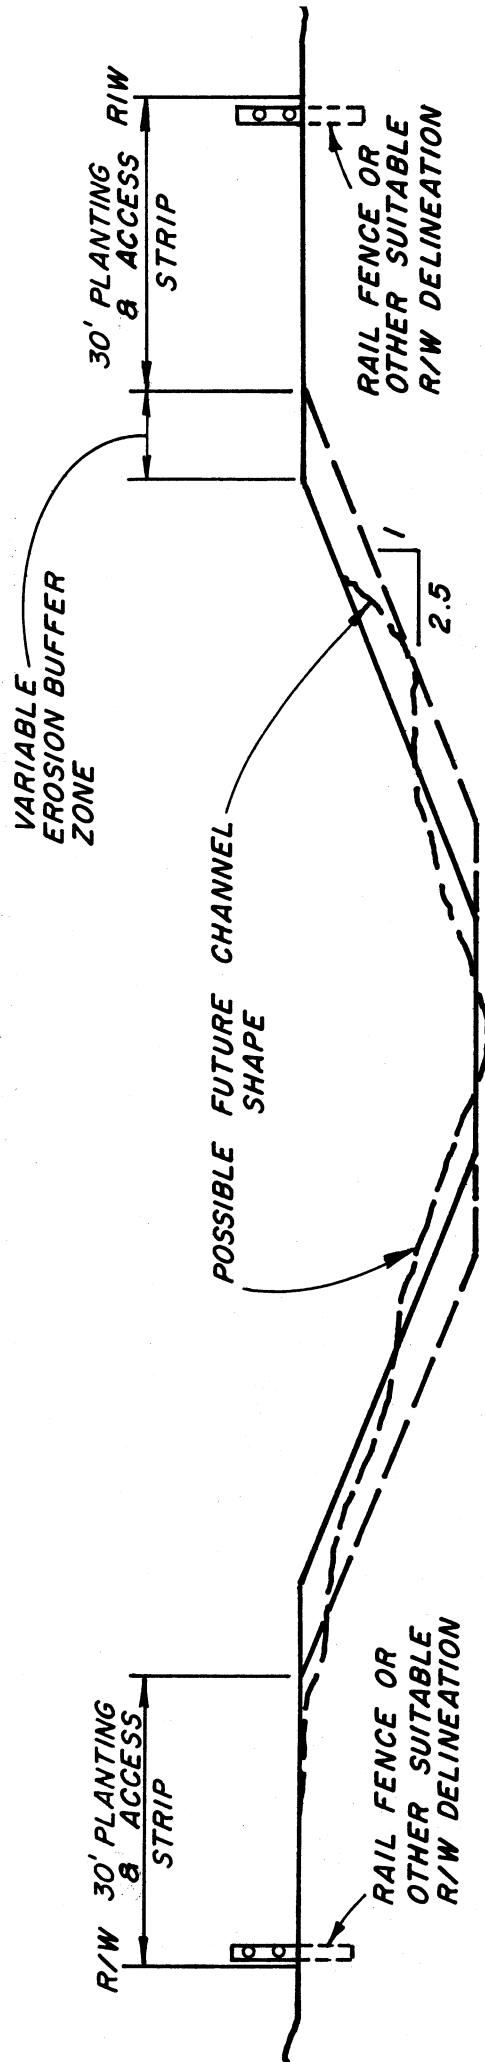 R/W
30' PLANTING
& ACCESS
STRIP
RAIL FENCE OR
OTHER SUITABLE
R/W DELINEATION
POSSIBLE FUTURE CHANNEL
SHAPE
VARIABLE
EROSION BUFFER
ZONE
1
2.5
30' PLANTING
& ACCESS
STRIP
R/W
RAIL FENCE OR
OTHER SUITABLE
R/W DELINEATION